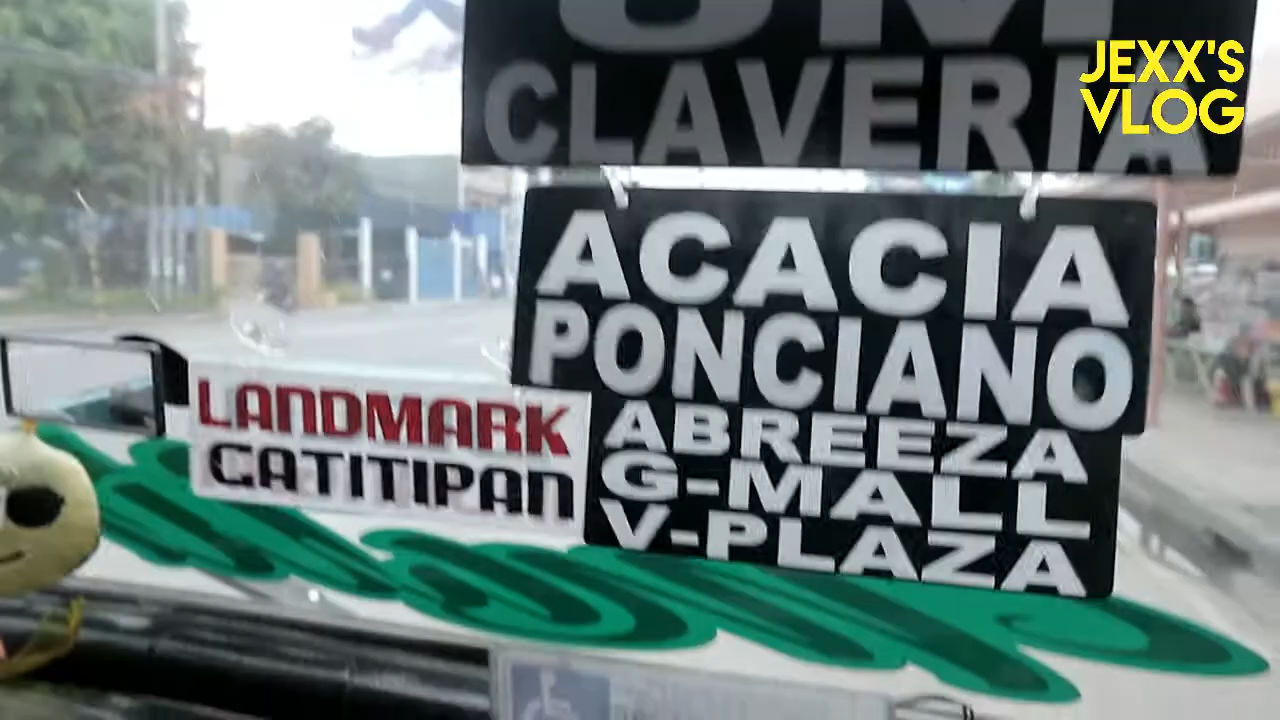 JEXX'S
VLOG
CLAVERIA
ACACIA
PONCIANO
ABREEZA
G-MALL
V-PLAZA
LANDMARK
CATITIPAN